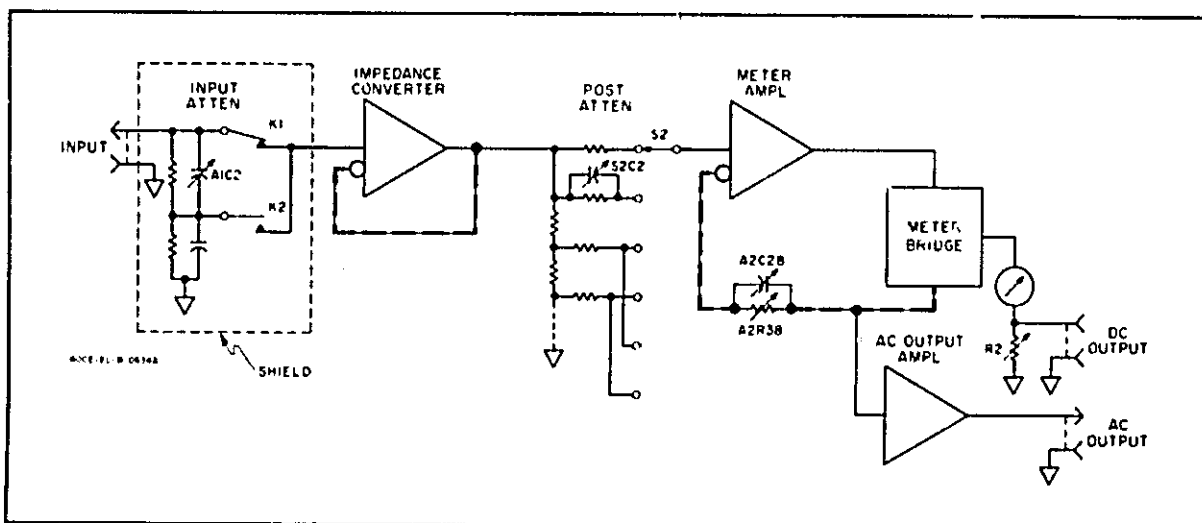 INPUT
ATTEN
INPUT
A1C2
K1
K2
SHIELD
IMPEDANCE
CONVERTER
POST
ATTEN
S2
S2C2
METER
AMPL
A2C28
A2R38
METER
BRIDGE
R2
DC
OUTPUT
AC OUTPUT
AMPL
AC
OUTPUT